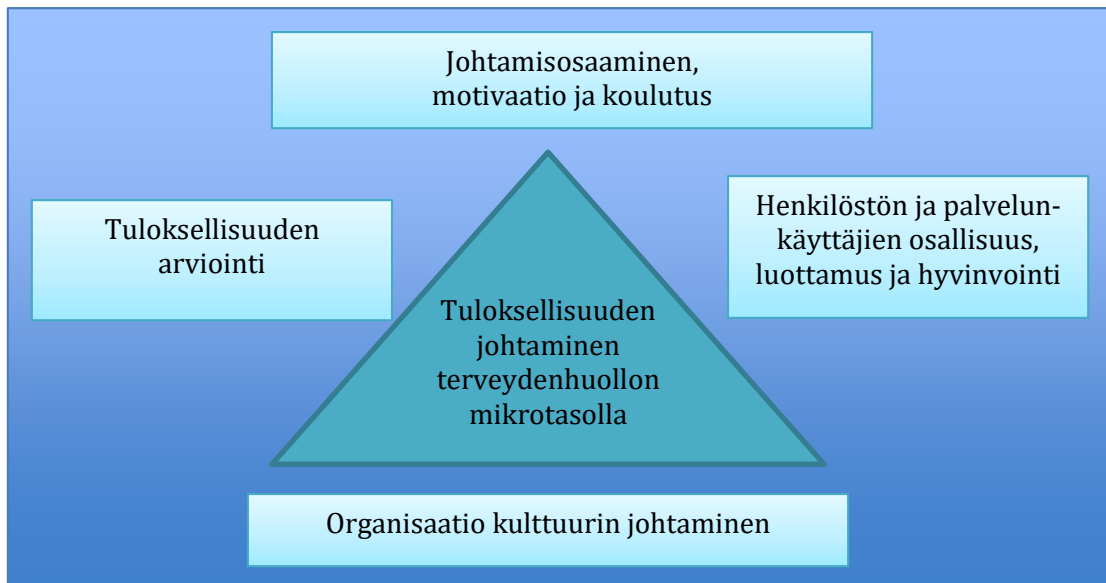 Johtamisosaaminen,
motivaatio ja koulutus
Tuloksellisuuden
arviointi
Henkilöstön ja palvelun-
käyttäjien osallisuus,
luottamus ja hyvinvointi
Tuloksellisuuden
johtaminen
terveydenhuollon
mikrotasolla
Organisaatio kulttuurin johtaminen